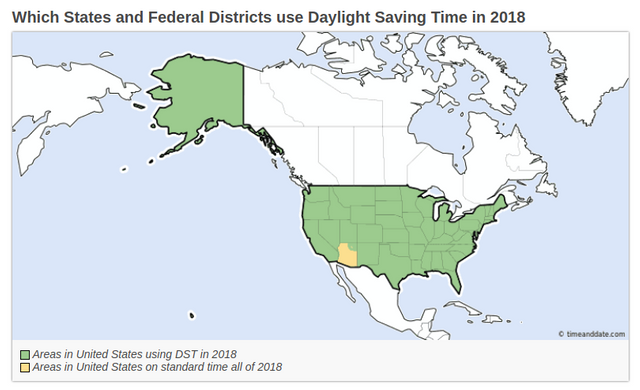 Which States and Federal Districts use Daylight Saving Time in 2018
© timeanddate.com
Areas in United States using DST in 2018
Areas in United States on standard time all of 2018